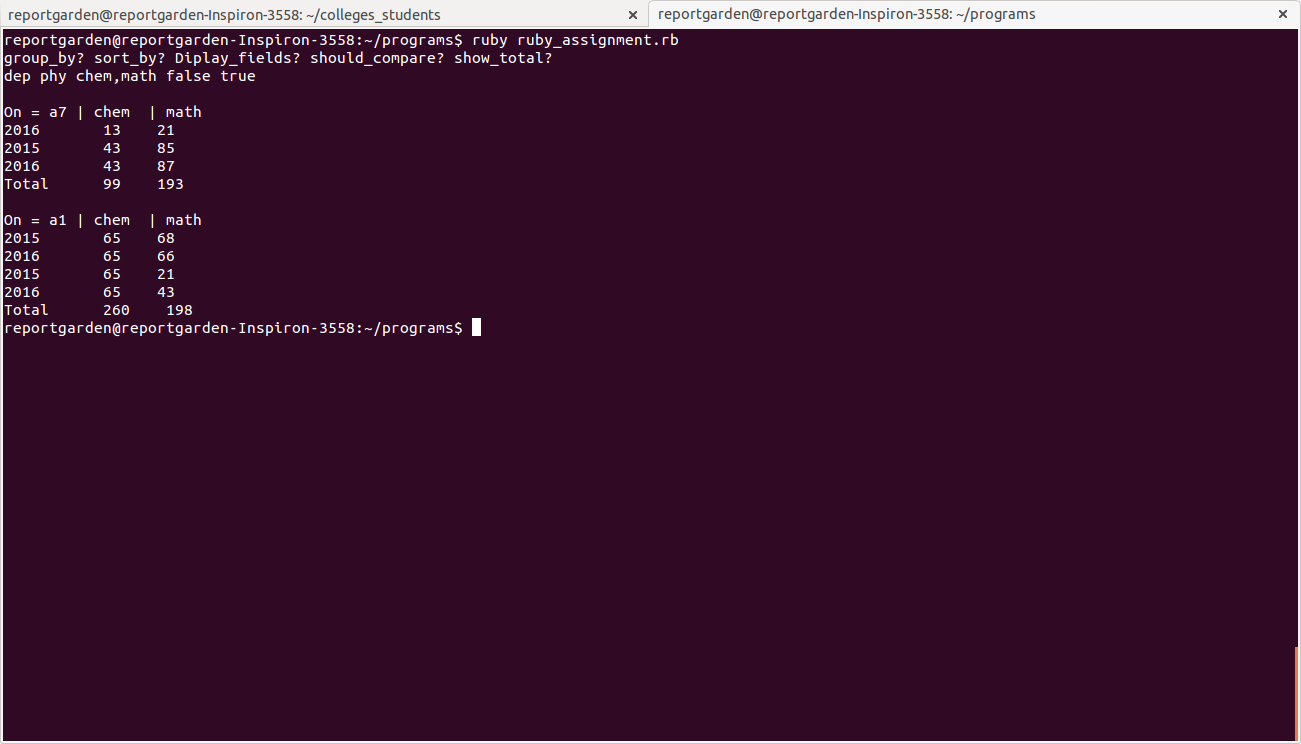 reportgarden@reportgarden-Inspiron-3558: ~/colleges_students × reportgarden@reportgarden-Inspiron-3558: ~/programs ×
reportgarden@reportgarden-Inspiron-3558:~/programs$ ruby ruby_assignment.rb
group_by? sort_by? Diplay_fields? should_compare? show_total?
dep phy chem,math false true
On = a7 | chem  | math
2016       13    21
2015       43    85
2016       43    87
Total      99    193
On = a1 | chem  | math
2015       65    68
2016       65    66
2015       65    21
2016       65    43
Total      260    198
reportgarden@reportgarden-Inspiron-3558:~/programs$